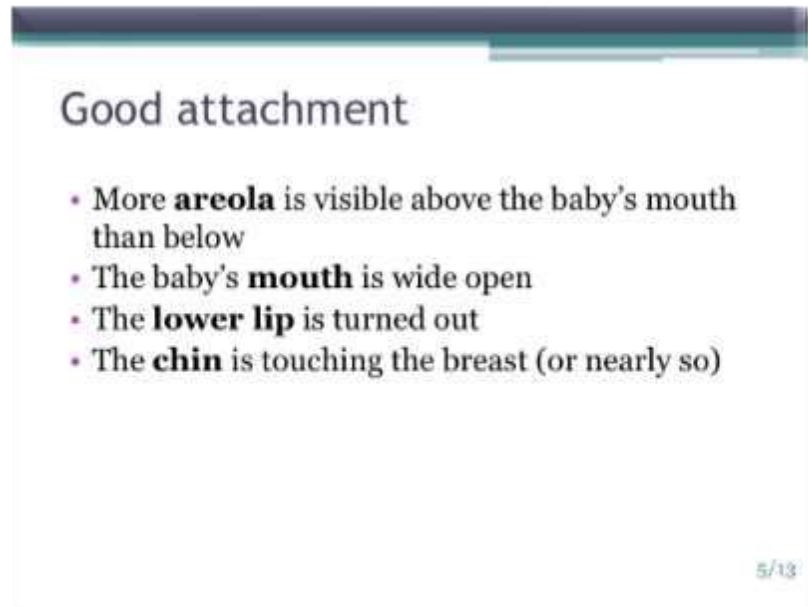 Good attachment
• More areola is visible above the baby's mouth
than below
• The baby's mouth is wide open
• The lower lip is turned out
• The chin is touching the breast (or nearly so)
5/13